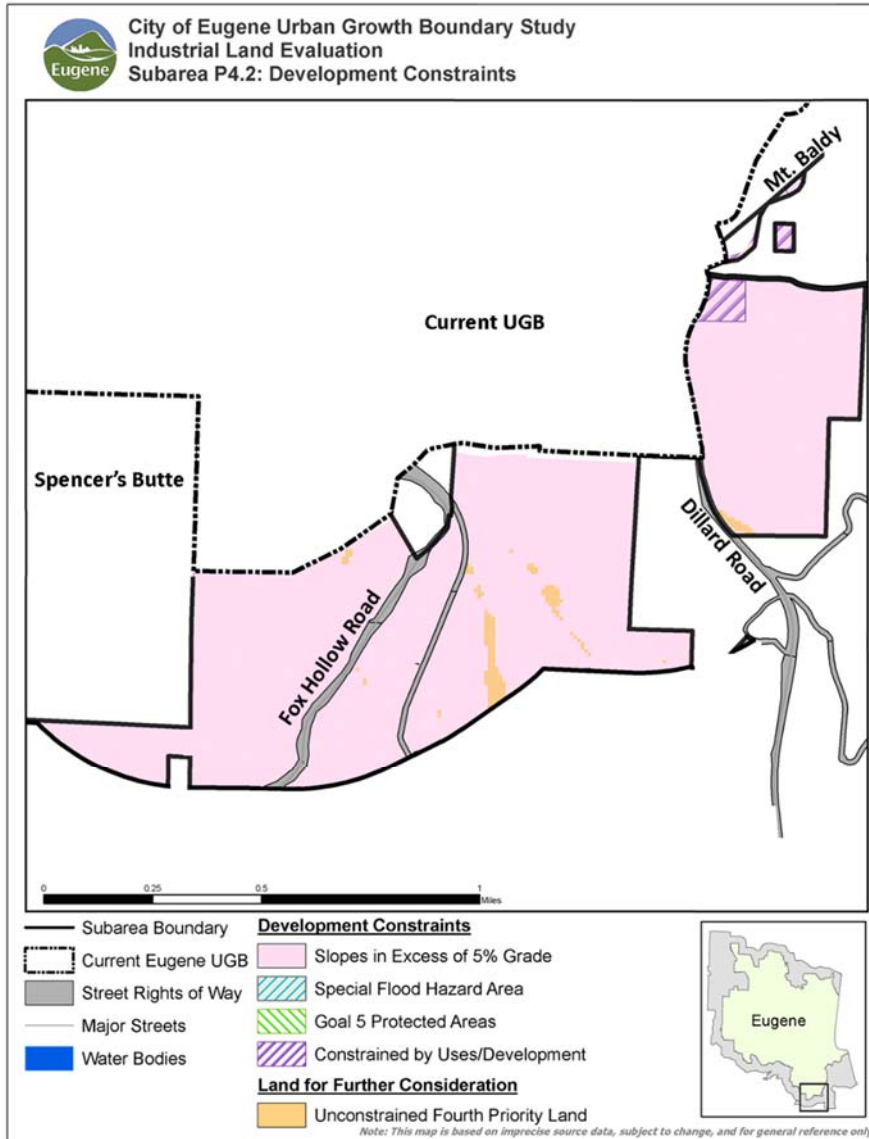 City of Eugene Urban Growth Boundary Study
Industrial Land Evaluation
Subarea P4.2: Development Constraints
Eugene
Mt. Baldy
Current UGB
Spencer's Butte
Dillard Road
Fox Hollow Road
0 0.25 0.5 1
Miles
Subarea Boundary
Current Eugene UGB
Street Rights of Way
Major Streets
Water Bodies
Development Constraints
Slopes in Excess of 5% Grade
Special Flood Hazard Area
Goal 5 Protected Areas
Constrained by Uses/Development
Land for Further Consideration
Unconstrained Fourth Priority Land
Eugene
Note: This map is based on imprecise source data, subject to change, and for general reference only